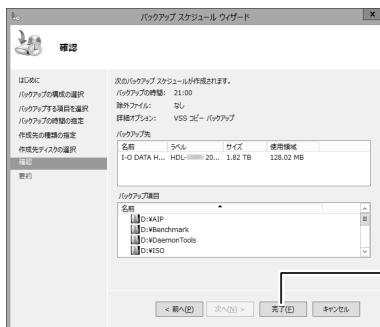 バックアップ スケジュール ウィザード
確認
はじめに
バックアップの構成の選択
バックアップする項目を選択
バックアップの時間の指定
作成先の種類の指定
作成先ディスクの選択
確認
要約
次のバックアップ スケジュールが作成されます。
バックアップの時間: 21:00
除外ファイル: なし
詳細オプション: VSS コピー バックアップ
バックアップ先
名前 ラベル サイズ 使用領域
I-O DATA H... HDL- 20... 1.82 TB 128.02 MB
バックアップ項目
名前
D:¥AIP
D:¥Benchmark
D:¥DaemonTools
D:¥ISO
< 前へ(P) 次へ(N) > 完了(F) キャンセル